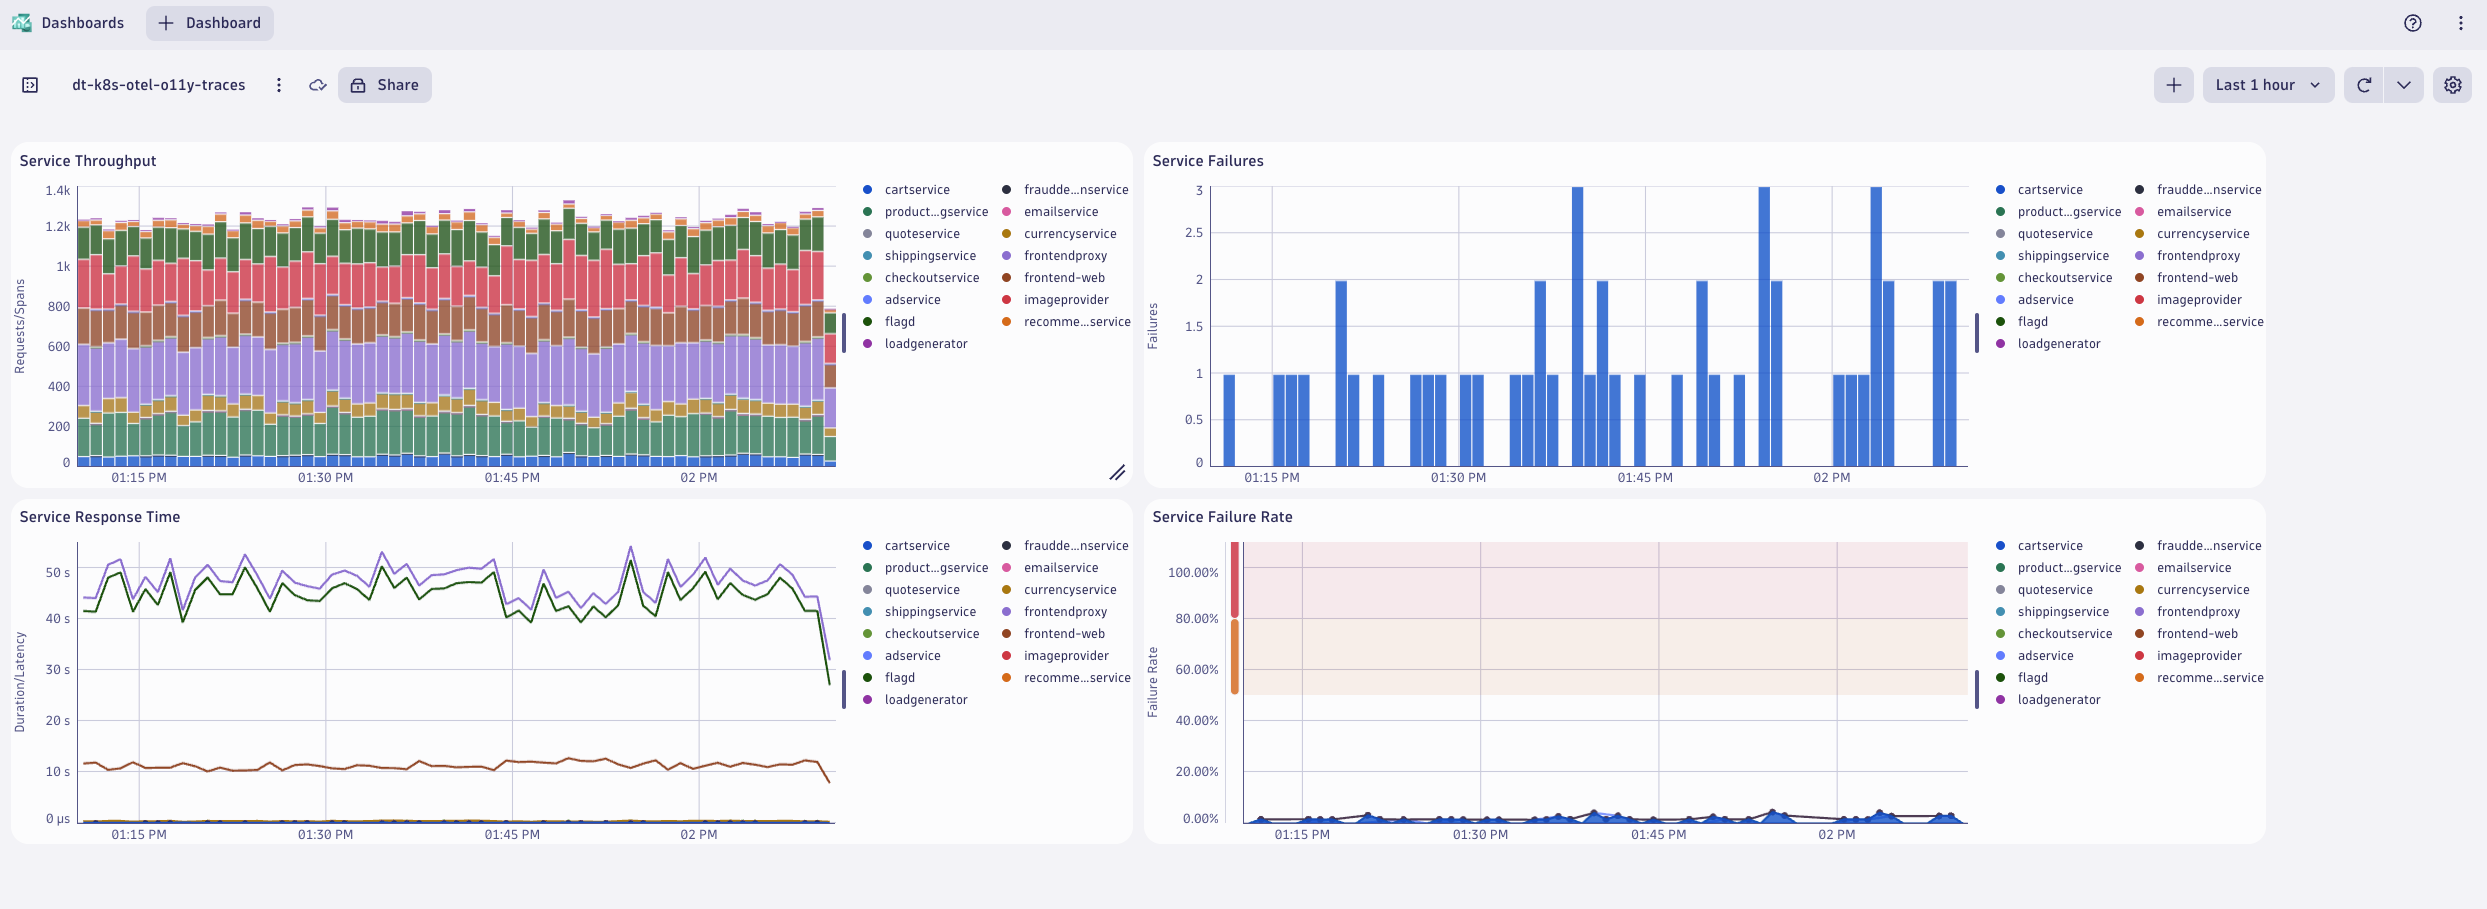 Dashboards
Dashboard
dt-k8s-otel-o11y-traces
Share
Last 1 hour
Service Throughput
Requests/Spans
1.4k
1.2k
1k
800
600
400
200
0
01:15 PM
01:30 PM
01:45 PM
02 PM
cartservice
product...gservice
quoteservice
shippingservice
checkoutservice
adservice
flagd
loadgenerator
fraudde...nservice
emailservice
currencyservice
frontendproxy
frontend-web
imageprovider
recomme...service
Service Failures
Failures
3
2.5
2
1.5
1
0.5
0
01:15 PM
01:30 PM
01:45 PM
02 PM
cartservice
product...gservice
quoteservice
shippingservice
checkoutservice
adservice
flagd
loadgenerator
fraudde...nservice
emailservice
currencyservice
frontendproxy
frontend-web
imageprovider
recomme...service
Service Response Time
Duration/Latency
50 s
40 s
30 s
20 s
10 s
0 µs
01:15 PM
01:30 PM
01:45 PM
02 PM
cartservice
product...gservice
quoteservice
shippingservice
checkoutservice
adservice
flagd
loadgenerator
fraudde...nservice
emailservice
currencyservice
frontendproxy
frontend-web
imageprovider
recomme...service
Service Failure Rate
Failure Rate
100.00%
80.00%
60.00%
40.00%
20.00%
0.00%
01:15 PM
01:30 PM
01:45 PM
02 PM
cartservice
product...gservice
quoteservice
shippingservice
checkoutservice
adservice
flagd
loadgenerator
fraudde...nservice
emailservice
currencyservice
frontendproxy
frontend-web
imageprovider
recomme...service